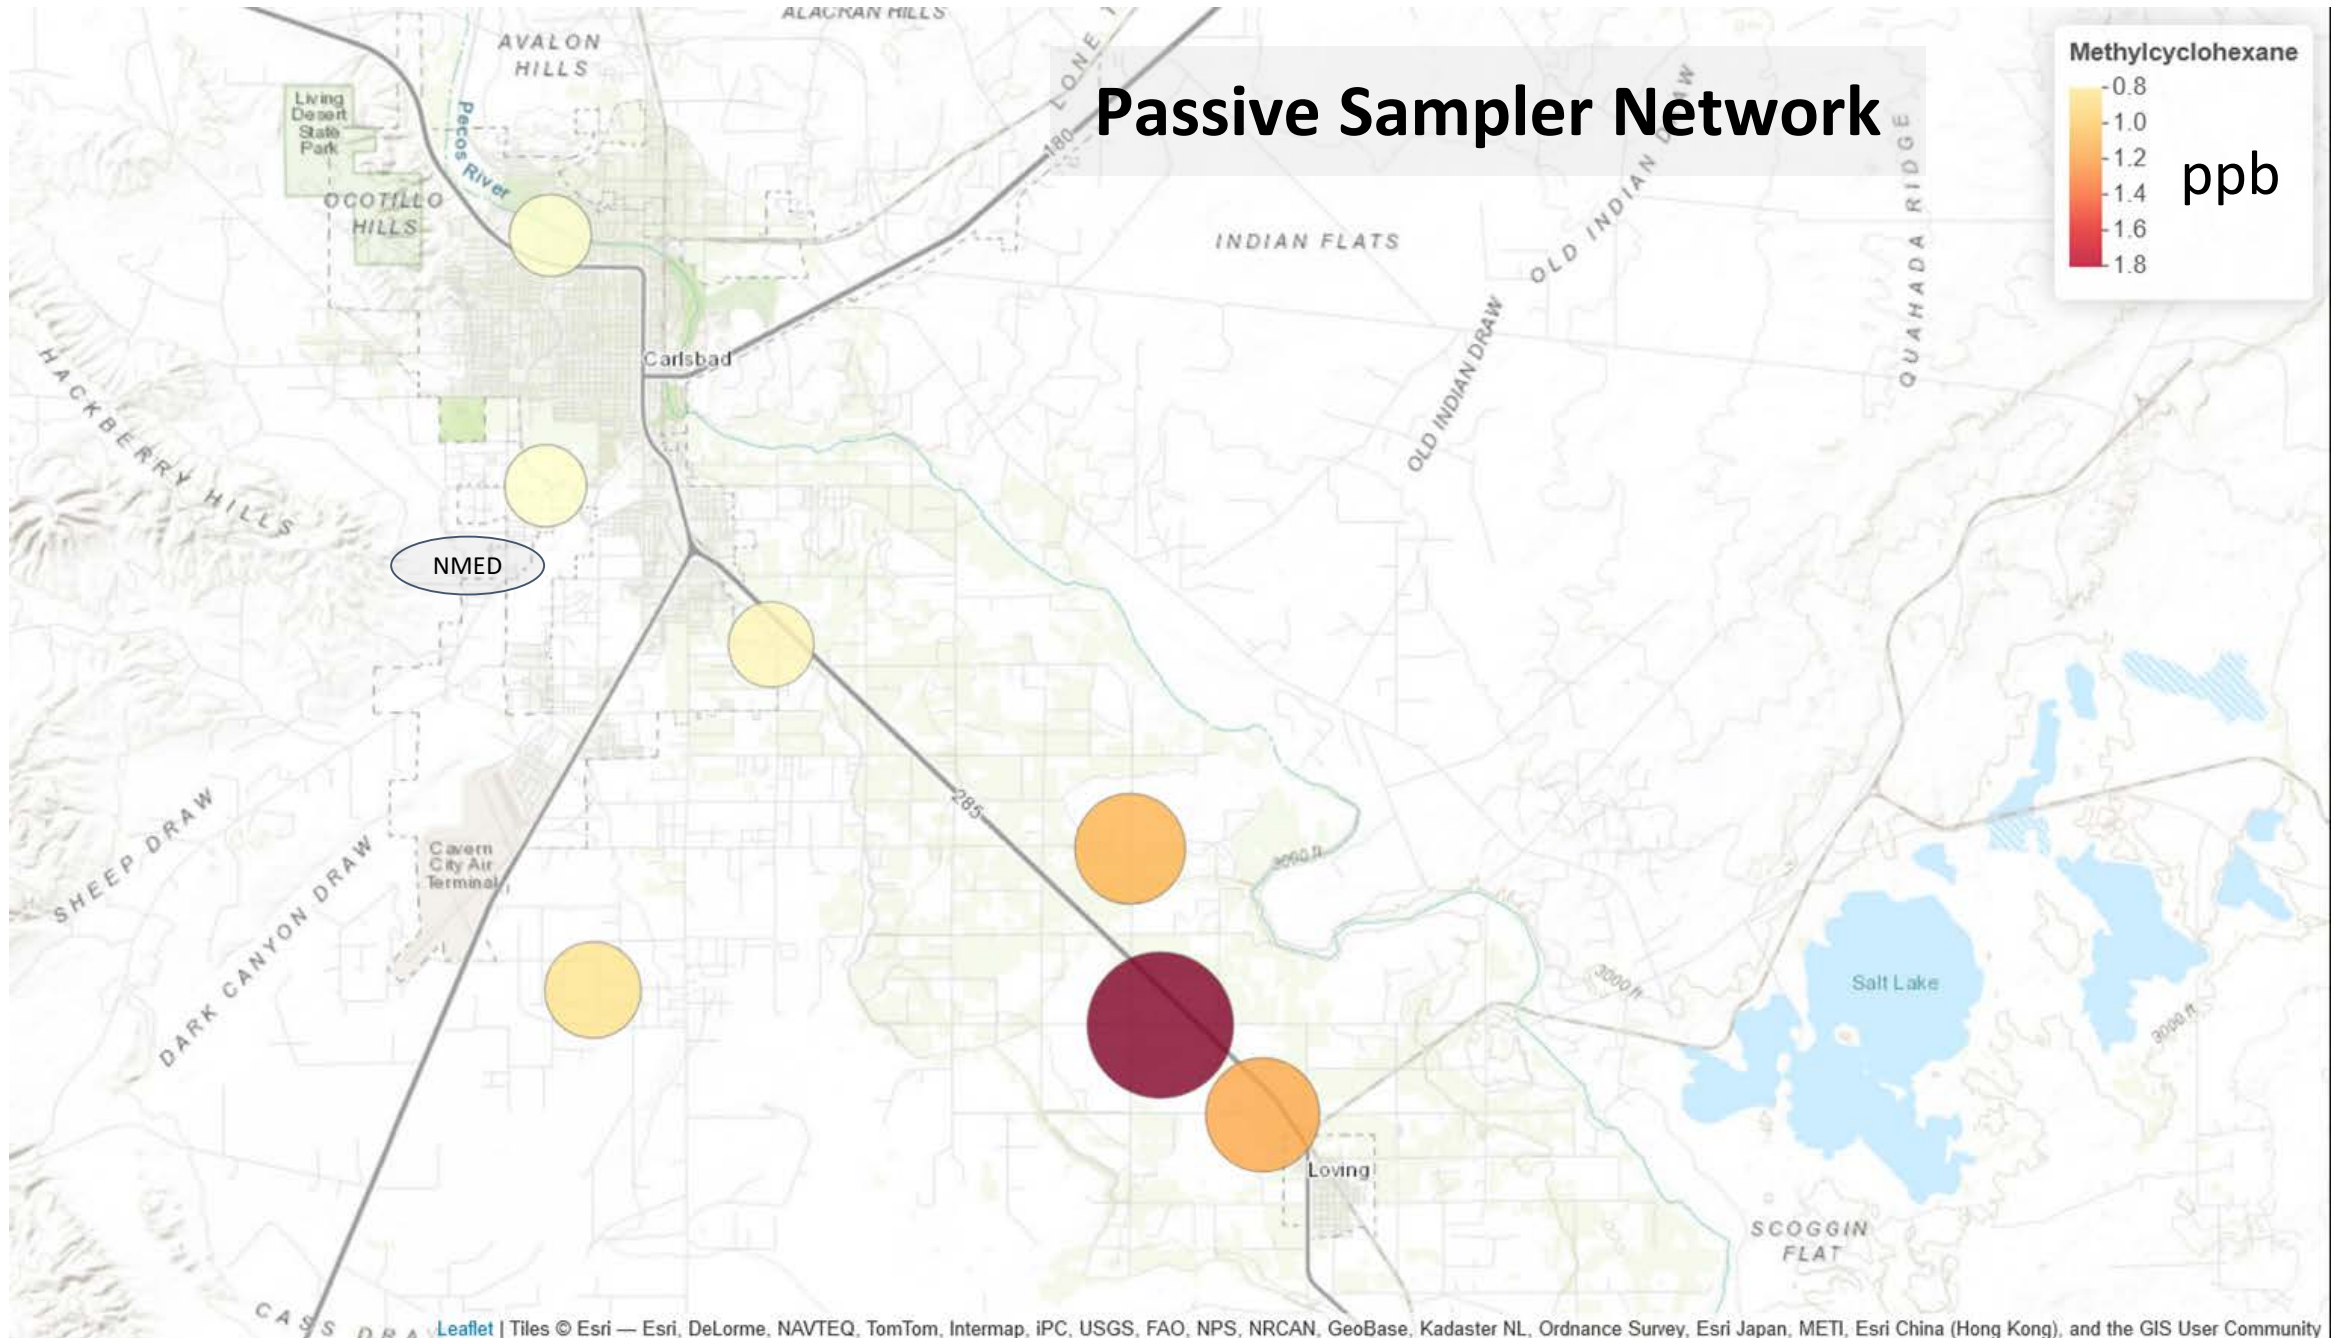 ALACRAN HILLS
AVALON
HILLS
LONE
Passive Sampler Network
Methylcyclohexane
0.8
1.0
1.2
1.4
1.6
1.8
ppb
Living
Desert
State
Park
Pecos River
180
OCOTILLO
HILLS
INDIAN FLATS
OLD INDIAN DRAW
OLD INDIAN DRAW
QUAHADA RIDGE
Carlsbad
HACKBERRY HILLS
NMED
285
SHEEP DRAW
DARK CANYON DRAW
Cavern
City Air
Terminal
3000 ft
3000 ft
Salt Lake
3000 ft
Loving
SCOGGIN
FLAT
CASS DRA
Leaflet | Tiles © Esri — Esri, DeLorme, NAVTEQ, TomTom, Intermap, iPC, USGS, FAO, NPS, NRCAN, GeoBase, Kadaster NL, Ordnance Survey, Esri Japan, METI, Esri China (Hong Kong), and the GIS User Community